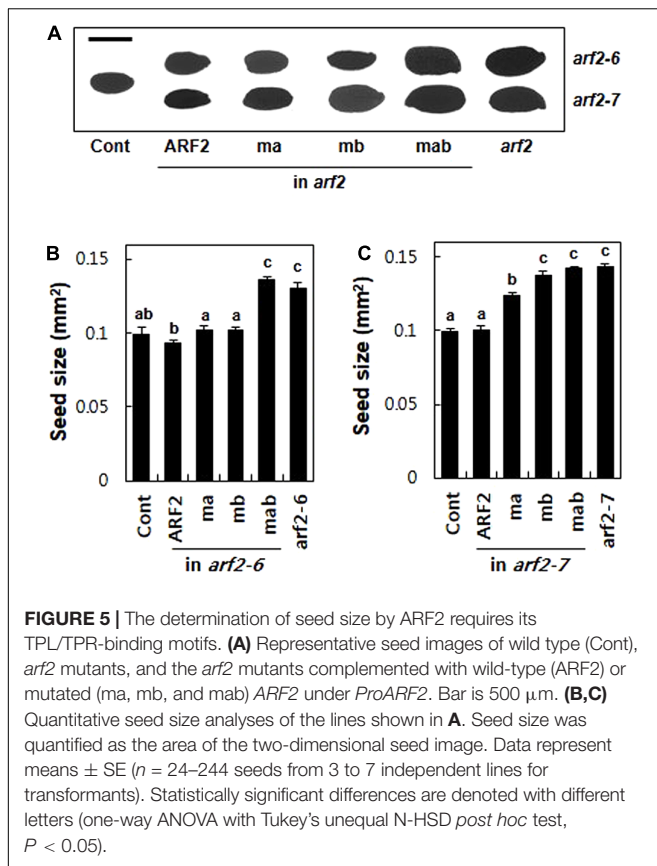 A
arf2-6
arf2-7
Cont ARF2 ma mb mab arf2
in arf2
B
Seed size (mm²)
0.15
0.1
0.05
0
ab b a a c c
Cont ARF2 ma mb mab arf2-6
in arf2-6
C
Seed size (mm²)
0.15
0.1
0.05
0
a a b c c c
Cont ARF2 ma mb mab arf2-7
in arf2-7
FIGURE 5 | The determination of seed size by ARF2 requires its
TPL/TPR-binding motifs. (A) Representative seed images of wild type (Cont),
arf2 mutants, and the arf2 mutants complemented with wild-type (ARF2) or
mutated (ma, mb, and mab) ARF2 under ProARF2. Bar is 500 μm. (B,C)
Quantitative seed size analyses of the lines shown in A. Seed size was
quantified as the area of the two-dimensional seed image. Data represent
means ± SE (n = 24–244 seeds from 3 to 7 independent lines for
transformants). Statistically significant differences are denoted with different
letters (one-way ANOVA with Tukey's unequal N-HSD post hoc test,
P < 0.05).